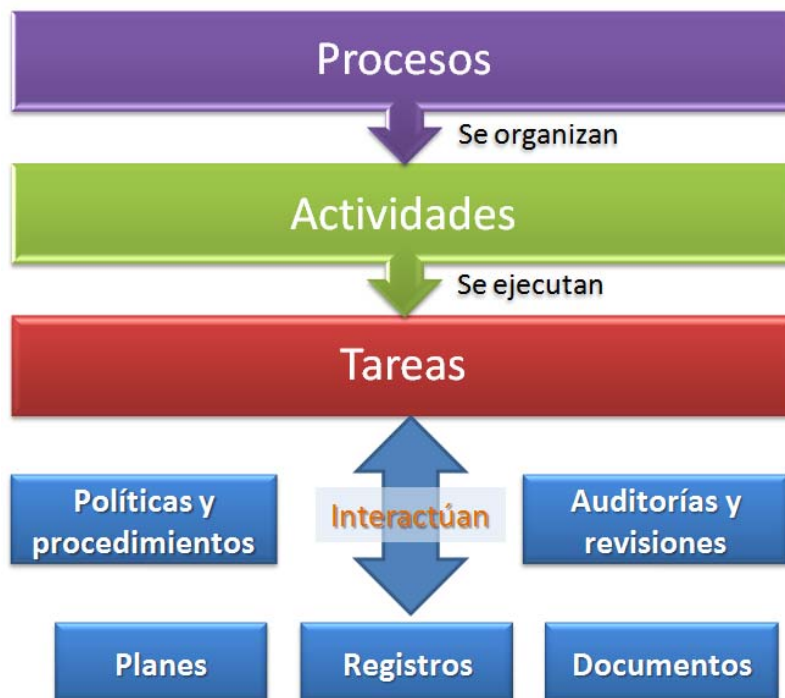 Procesos
Se organizan
Actividades
Se ejecutan
Tareas
Políticas y
procedimientos
Interactúan
Auditorías y
revisiones
Planes
Registros
Documentos